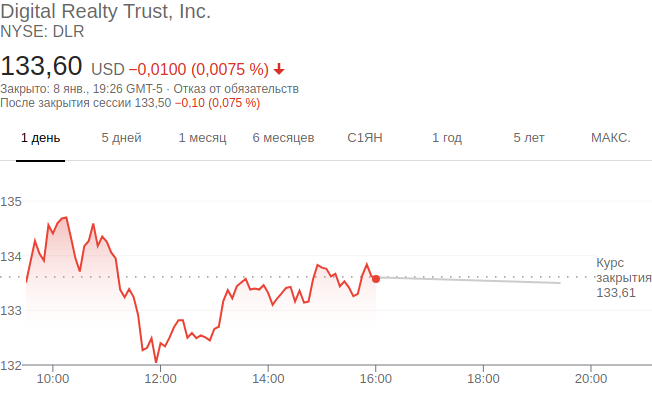 Digital Realty Trust, Inc.
NYSE: DLR
133,60 USD −0,0100 (0,0075 %)
Закрыто: 8 янв., 19:26 GMT-5 · Отказ от обязательств
После закрытия сессии 133,50 −0,10 (0,075 %)
1 день 5 дней 1 месяц 6 месяцев С1ЯН 1 год 5 лет МАКС.
135
134
133
132
Курс
закрытия
133,61
10:00 12:00 14:00 16:00 18:00 20:00